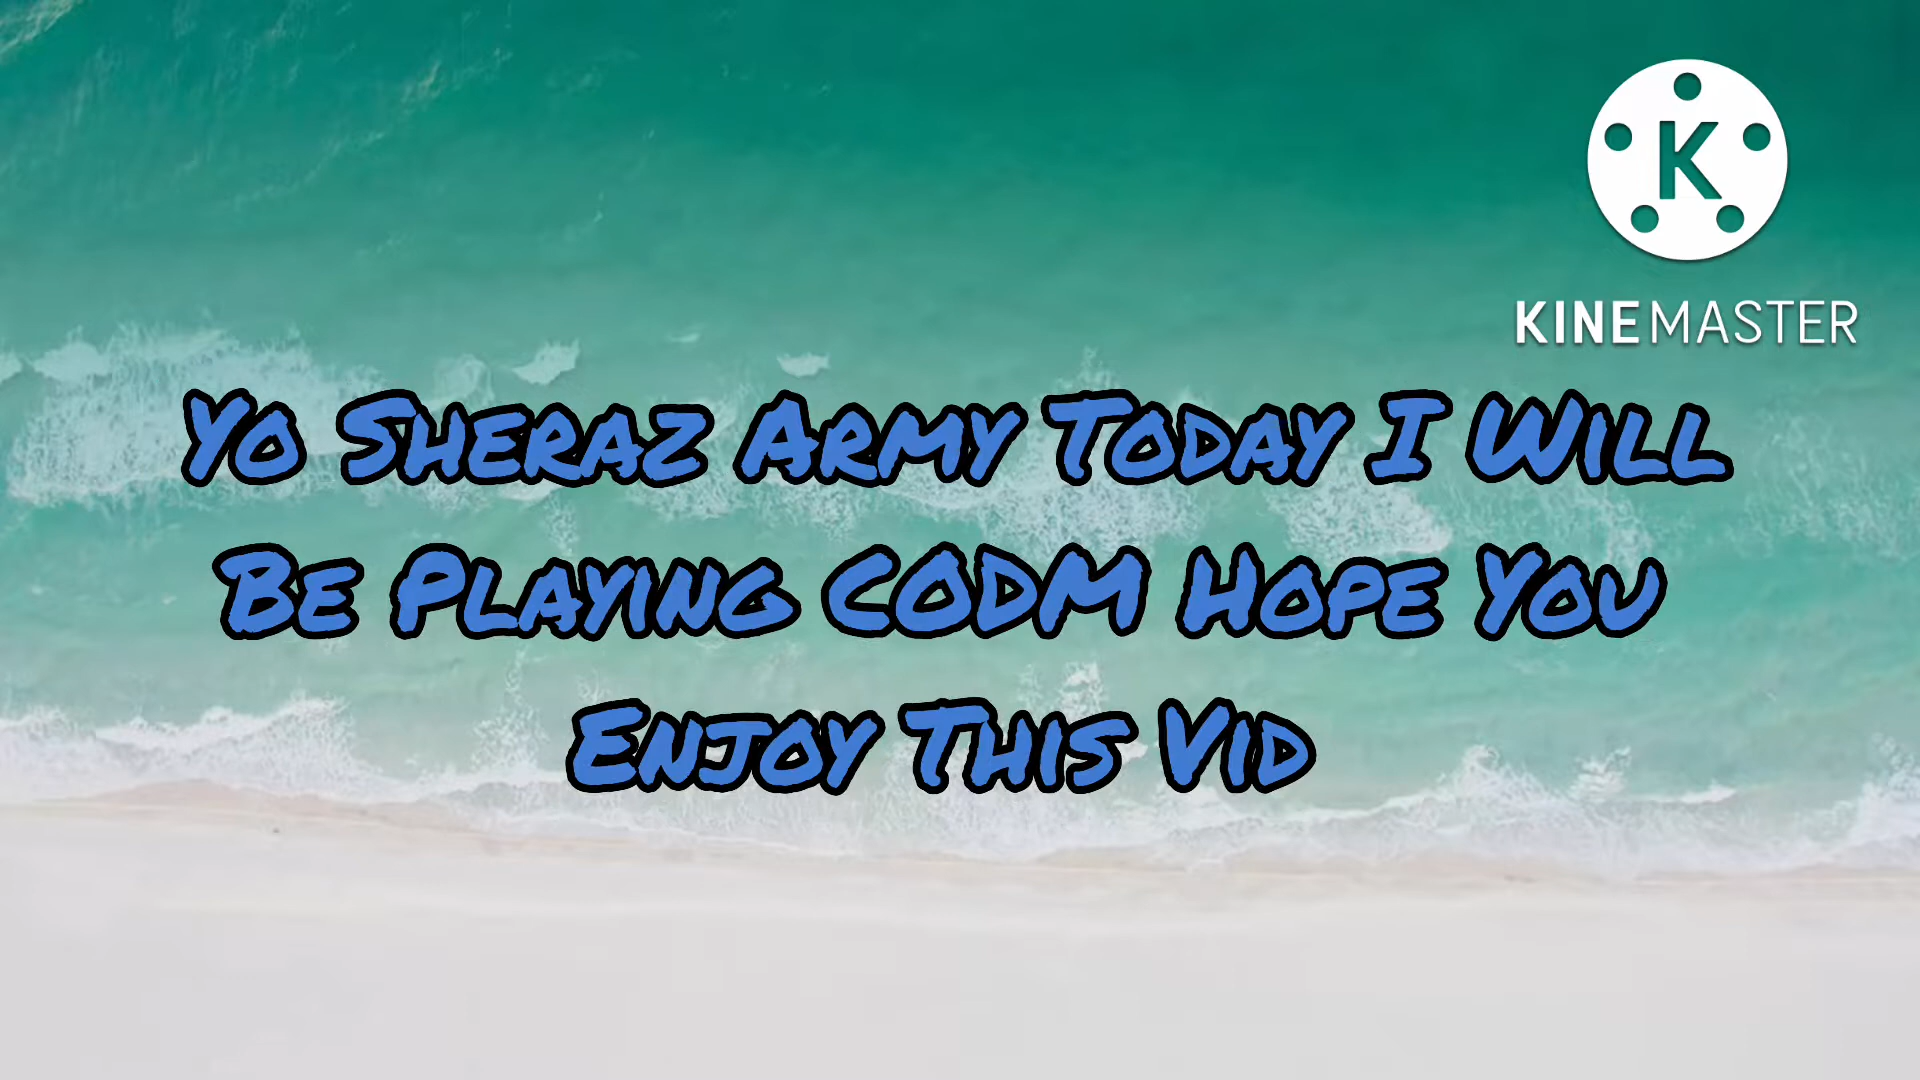 K
KINEMASTER
Yo Sheraz Army Today I Will
Be Playing CODM Hope You
Enjoy This Vid